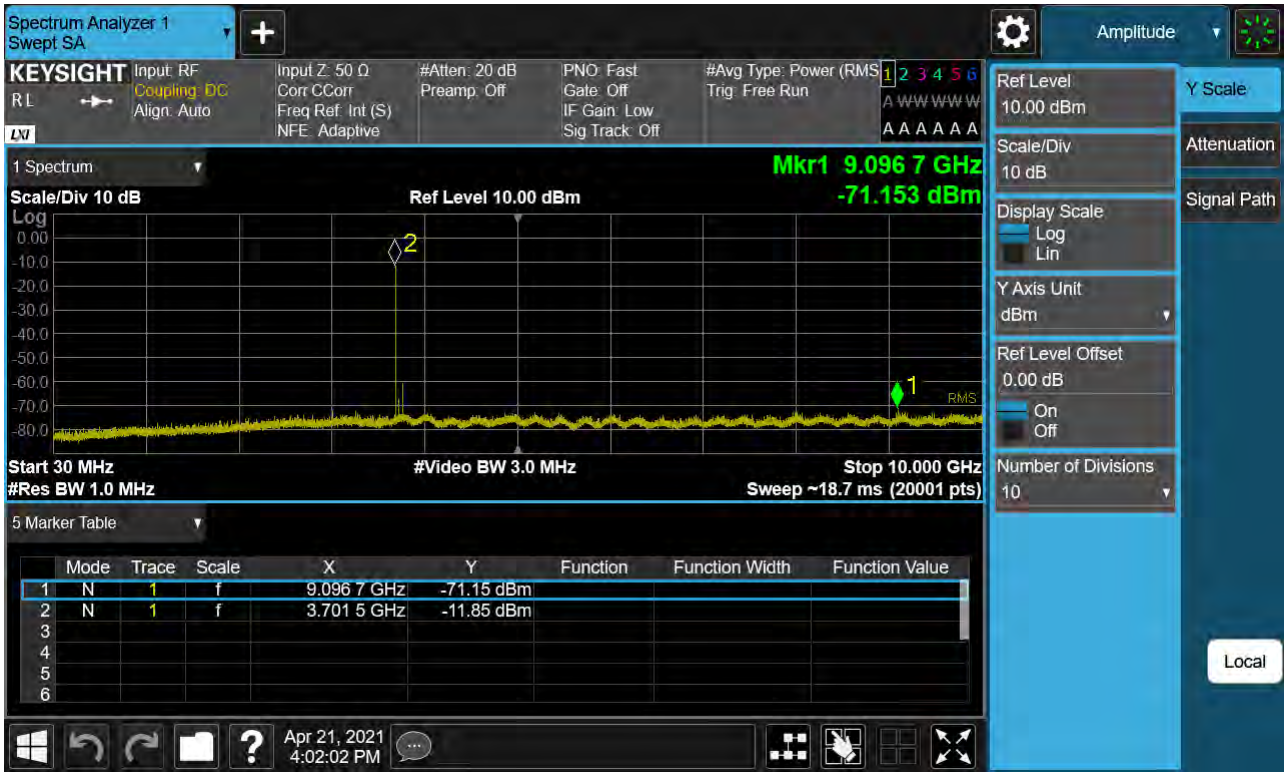 Spectrum Analyzer 1
Swept SA
+
Amplitude
KEYSIGHT
RL
LXI
Input: RF
Coupling: DC
Align: Auto
Input Z: 50 Ω
Corr CCorr
Freq Ref: Int (S)
NFE: Adaptive
#Atten: 20 dB
Preamp: Off
PNO: Fast
Gate: Off
IF Gain: Low
Sig Track: Off
#Avg Type: Power (RMS
Trig: Free Run
1 2 3 4 5 6
A W W W W W
A A A A A A
1 Spectrum
Scale/Div 10 dB
Ref Level 10.00 dBm
Mkr1 9.096 7 GHz
-71.153 dBm
Log
0.00
-10.0
-20.0
-30.0
-40.0
-50.0
-60.0
-70.0
-80.0
2
1
RMS
Start 30 MHz
#Video BW 3.0 MHz
Stop 10.000 GHz
#Res BW 1.0 MHz
Sweep ~18.7 ms (20001 pts)
5 Marker Table
Mode Trace Scale X Y Function Function Width Function Value
1 N 1 f 9.096 7 GHz -71.15 dBm
2 N 1 f 3.701 5 GHz -11.85 dBm
3
4
5
6
Ref Level
10.00 dBm
Scale/Div
10 dB
Display Scale
Log
Lin
Y Axis Unit
dBm
Ref Level Offset
0.00 dB
On
Off
Number of Divisions
10
Y Scale
Attenuation
Signal Path
Local
?
Apr 21, 2021
4:02:02 PM